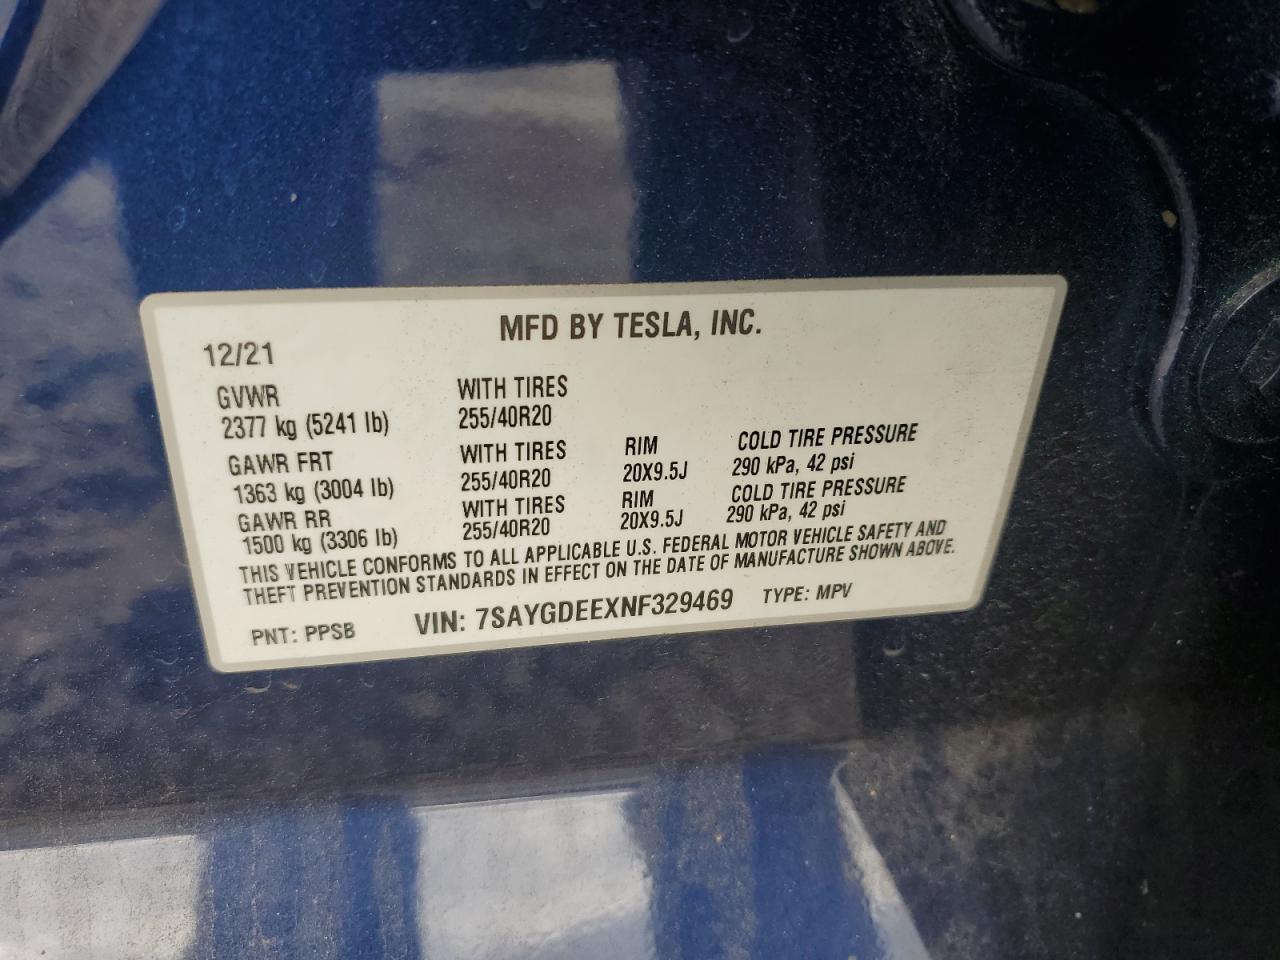 MFD BY TESLA, INC.
12/21
GVWR WITH TIRES
2377 kg (5241 lb) 255/40R20
GAWR FRT WITH TIRES RIM COLD TIRE PRESSURE
1363 kg (3004 lb) 255/40R20 20X9.5J 290 kPa, 42 psi
GAWR RR WITH TIRES RIM COLD TIRE PRESSURE
1500 kg (3306 lb) 255/40R20 20X9.5J 290 kPa, 42 psi
THIS VEHICLE CONFORMS TO ALL APPLICABLE U.S. FEDERAL MOTOR VEHICLE SAFETY AND
THEFT PREVENTION STANDARDS IN EFFECT ON THE DATE OF MANUFACTURE SHOWN ABOVE.
PNT: PPSB VIN: 7SAYGDEEXNF329469 TYPE: MPV